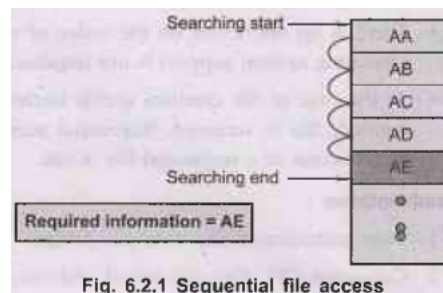 Searching start
AA
AB
AC
AD
AE
Searching end
Required information = AE
Fig. 6.2.1 Sequential file access